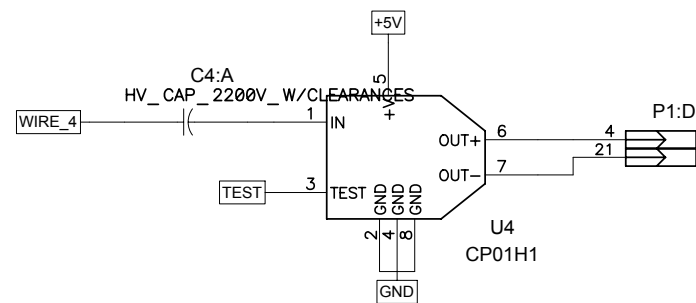 +5V
C4:A
HV_CAP_2200V_W/CLEARANCES
5
+V
P1:D
WIRE_4
1
IN
OUT+
6
4
21
OUT-
7
TEST
3
TEST
GND
GND
GND
2
4
8
U4
CP01H1
GND